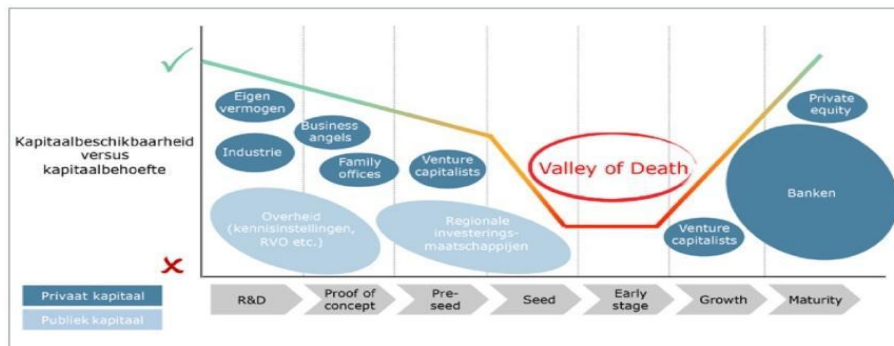 Kapitaalbeschikbaarheid
versus
kapitaalbehoefte
Eigen
vermogen
Industrie
Business
angels
Family
offices
Venture
capitalists
Overheid
(kennisinstellingen,
RVO etc.)
Regionale
investerings-
maatschappijen
Valley of Death
Venture
capitalists
Private
equity
Banken
Privaat kapitaal
Publiek kapitaal
R&D
Proof of
concept
Pre-
seed
Seed
Early
stage
Growth
Maturity